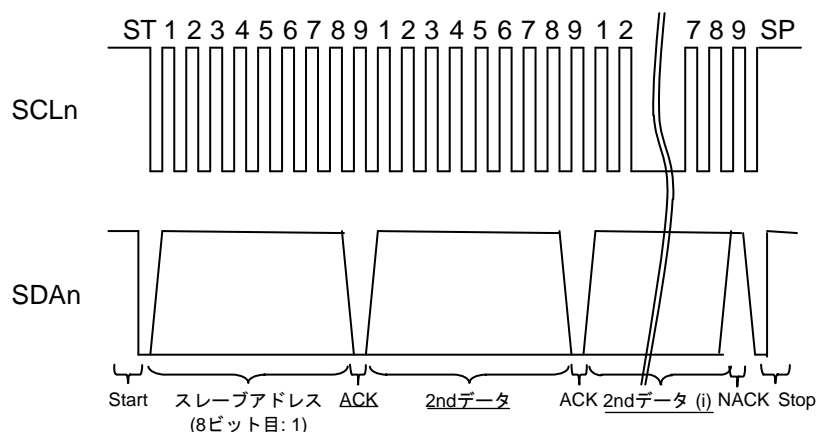 ST 1 2 3 4 5 6 7 8 9 1 2 3 4 5 6 7 8 9 1 2 7 8 9 SP
SCLn
SDAn
Start スレーブアドレス ACK 2ndデータ ACK 2ndデータ (i) NACK Stop
(8ビット目: 1)